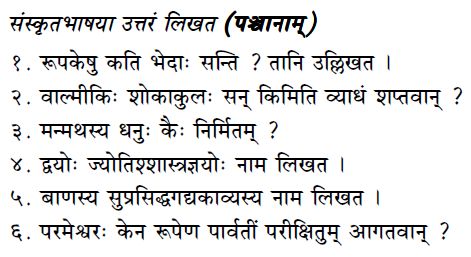 संस्कृतभाषया उत्तरं लिखत (पञ्चानाम्)
१. रूपकेषु कति भेदाः सन्ति ? तानि उल्लिखत ।
२. वाल्मीकिः शोकाकुलः सन् किमिति व्याधं शप्तवान् ?
३. मन्मथस्य धनुः कैः निर्मितम् ?
४. द्वयोः ज्योतिश्शास्त्रज्ञयोः नाम लिखत ।
५. बाणस्य सुप्रसिद्धगद्यकाव्यस्य नाम लिखत ।
६. परमेश्वरः केन रूपेण पार्वतीं परीक्षितुम् आगतवान् ?